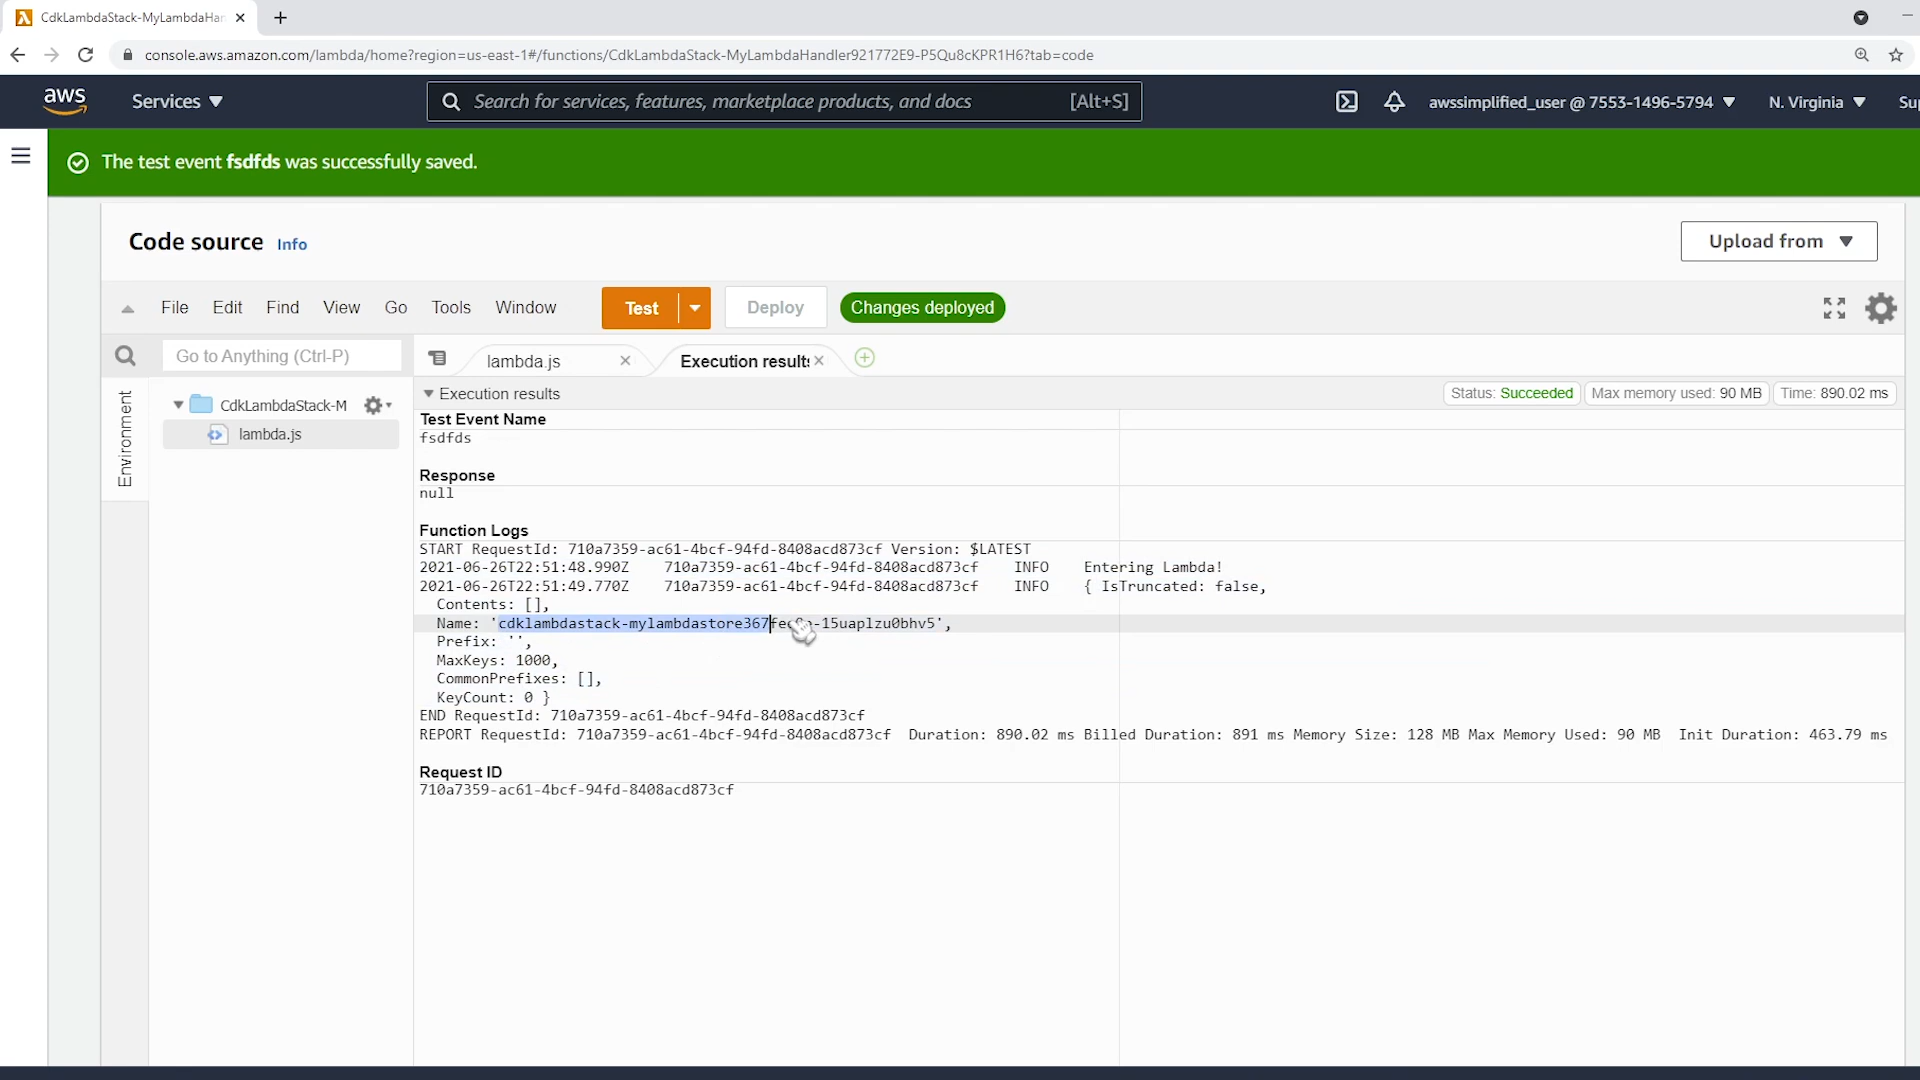 CdkLambdaStack-MyLambdaHar
console.aws.amazon.com/lambda/home?region=us-east-1#/functions/CdkLambdaStack-MyLambdaHandler921772E9-P5Qu8cKPR1H6?tab=code
aws Services ▼ Search for services, features, marketplace products, and docs [Alt+S] awssimplified_user @ 7553-1496-5794 ▼ N. Virginia ▼ Su
The test event fsdfds was successfully saved.
Code source Info Upload from ▼
File Edit Find View Go Tools Window Test Deploy Changes deployed
Go to Anything (Ctrl-P) lambda.js Execution results
Environment
CdkLambdaStack-M
lambda.js
Execution results Status: Succeeded Max memory used: 90 MB Time: 890.02 ms
Test Event Name
fsdfds
Response
null
Function Logs
START RequestId: 710a7359-ac61-4bcf-94fd-8408acd873cf Version: $LATEST
2021-06-26T22:51:48.990Z 710a7359-ac61-4bcf-94fd-8408acd873cf INFO Entering Lambda!
2021-06-26T22:51:49.770Z 710a7359-ac61-4bcf-94fd-8408acd873cf INFO { IsTruncated: false,
Contents: [],
Name:
Prefix: '',
MaxKeys: 1000,
CommonPrefixes: [],
KeyCount: 0 }
END RequestId: 710a7359-ac61-4bcf-94fd-8408acd873cf
REPORT RequestId: 710a7359-ac61-4bcf-94fd-8408acd873cf Duration: 890.02 ms Billed Duration: 891 ms Memory Size: 128 MB Max Memory Used: 90 MB Init Duration: 463.79 ms
Request ID
710a7359-ac61-4bcf-94fd-8408acd873cf